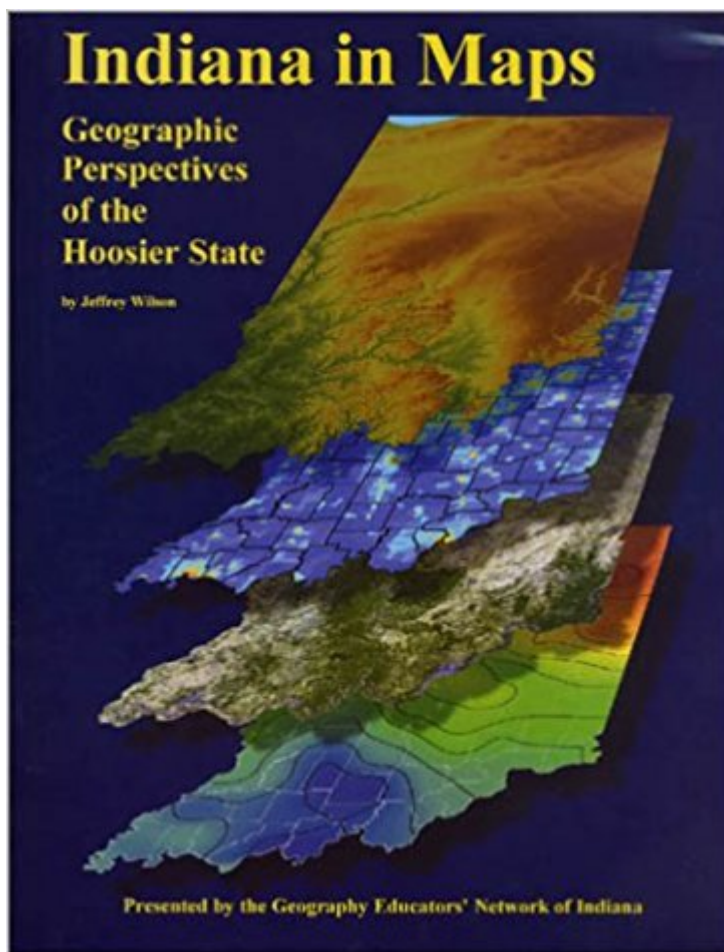 Indiana in Maps
Geographic
Perspectives
of the
Hoosier State
by Jeffrey Wilson
Presented by the Geography Educators' Network of Indiana